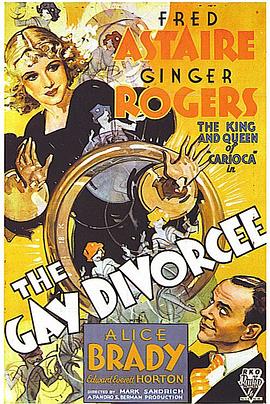 FRED
ASTAIRE
GINGER
ROGERS
THE KING
AND QUEEN
of
"CARIOCA"
in
THE
GAY DIVORCEE
ALICE
BRADY
Edward Everett HORTON
DIRECTED BY MARK SANDRICH
A PANDRO S. BERMAN PRODUCTION
RKO
Radio